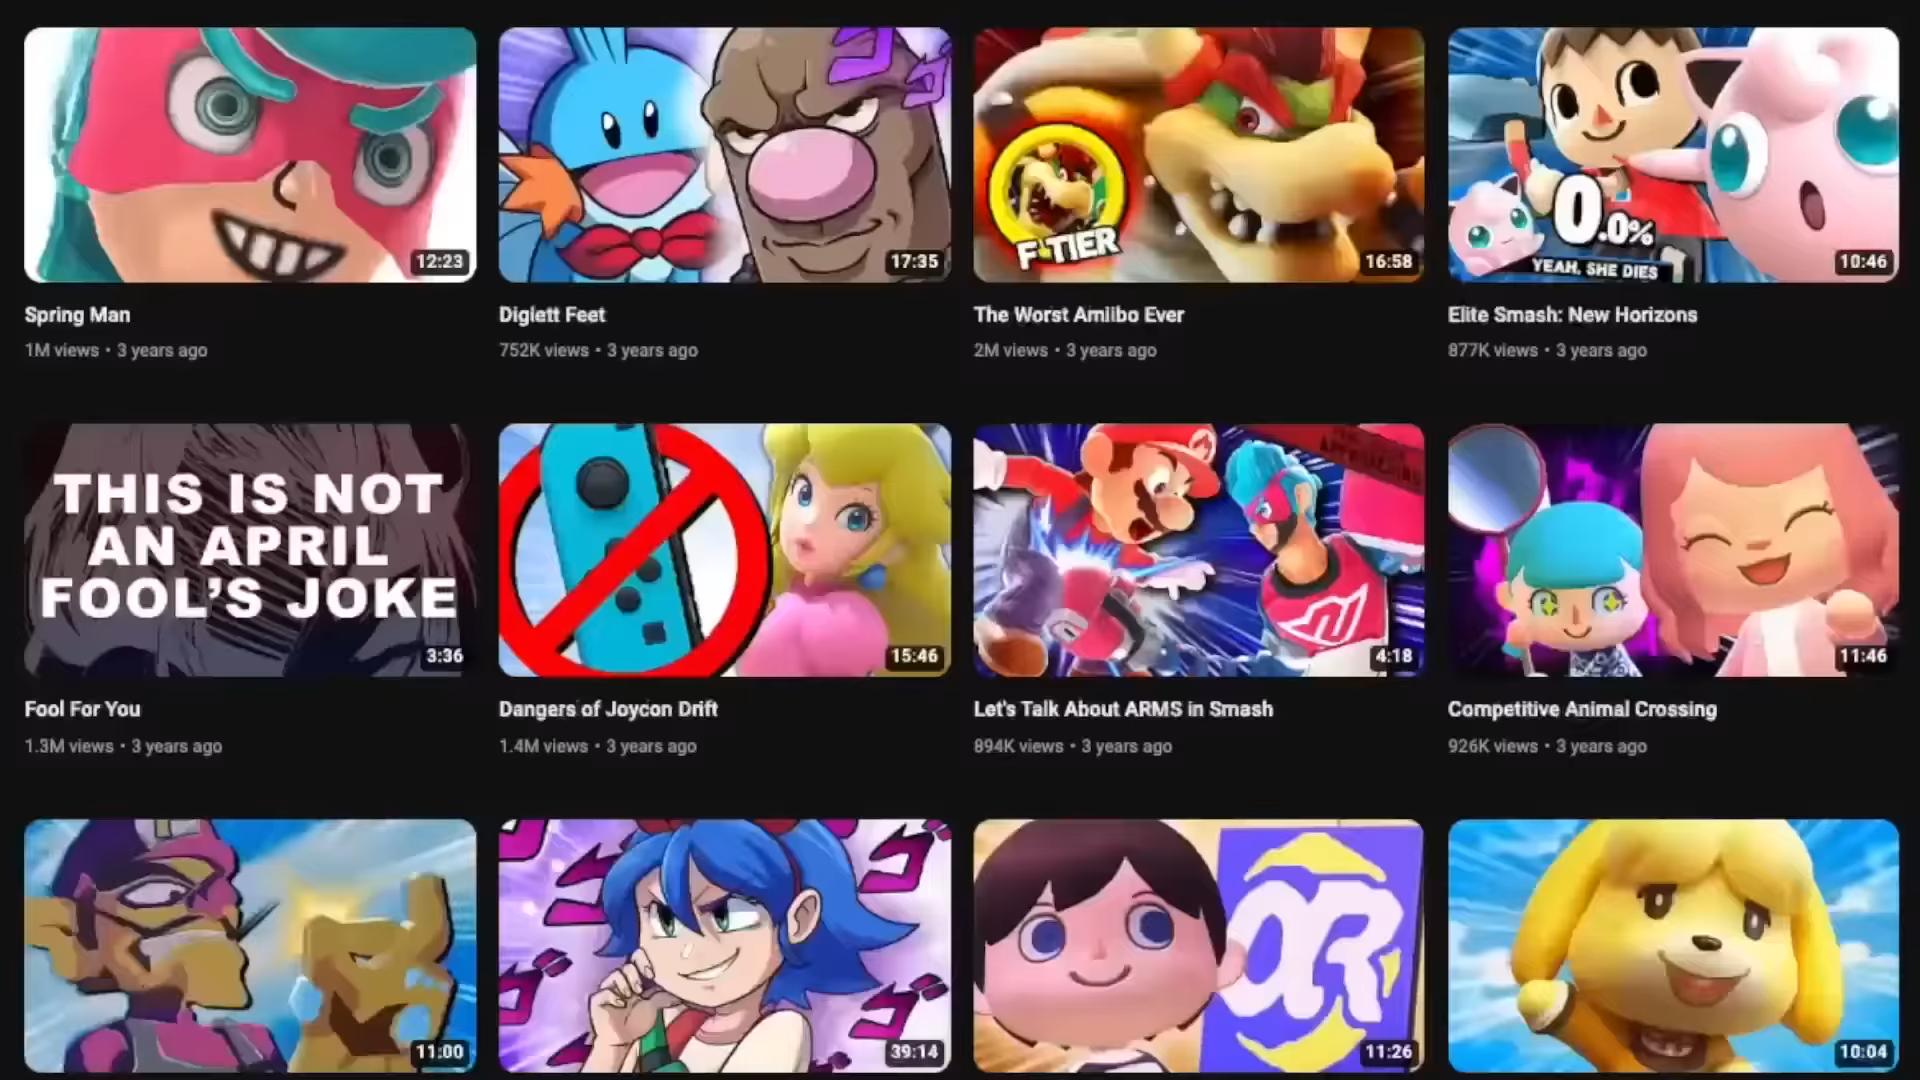 ゴ
ゴ
F-TIER
0.0%
YEAH, SHE DIES
12:23
17:35
16:58
10:46
Spring Man
Diglett Feet
The Worst Amiibo Ever
Elite Smash: New Horizons
1M views • 3 years ago
752K views • 3 years ago
2M views • 3 years ago
877K views • 3 years ago
THIS IS NOT
AN APRIL
FOOL'S JOKE
3:36
15:46
4:18
11:46
Fool For You
Dangers of Joycon Drift
Let's Talk About ARMS in Smash
Competitive Animal Crossing
1.3M views • 3 years ago
1.4M views • 3 years ago
894K views • 3 years ago
926K views • 3 years ago
11:00
39:14
11:26
10:04